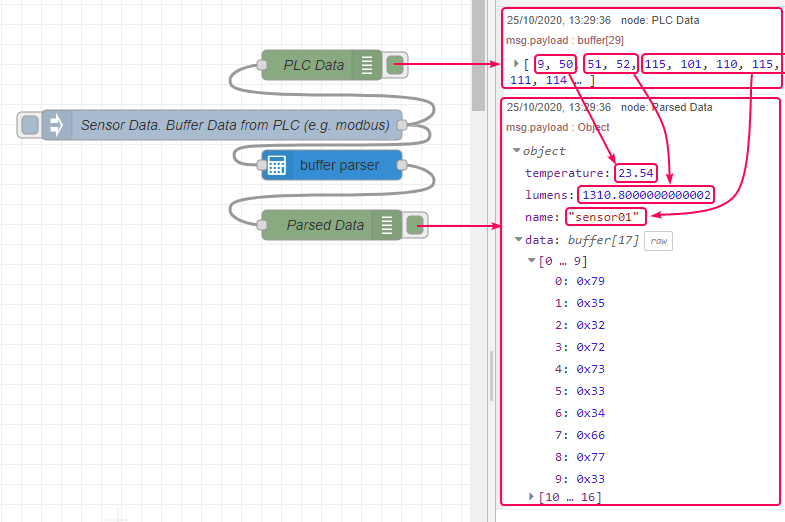 PLC Data
Sensor Data. Buffer Data from PLC (e.g. modbus)
buffer parser
Parsed Data
25/10/2020, 13:29:36 node: PLC Data
msg.payload : buffer[29]
[ 9, 50, 51, 52, 115, 101, 110, 115,
111, 114 … ]
25/10/2020, 13:29:36 node: Parsed Data
msg.payload : Object
object
temperature: 23.54
lumens: 1310.8000000000002
name: "sensor01"
data: buffer[17] raw
[0 … 9]
0: 0x79
1: 0x35
2: 0x32
3: 0x72
4: 0x73
5: 0x33
6: 0x34
7: 0x66
8: 0x77
9: 0x33
[10 … 16]